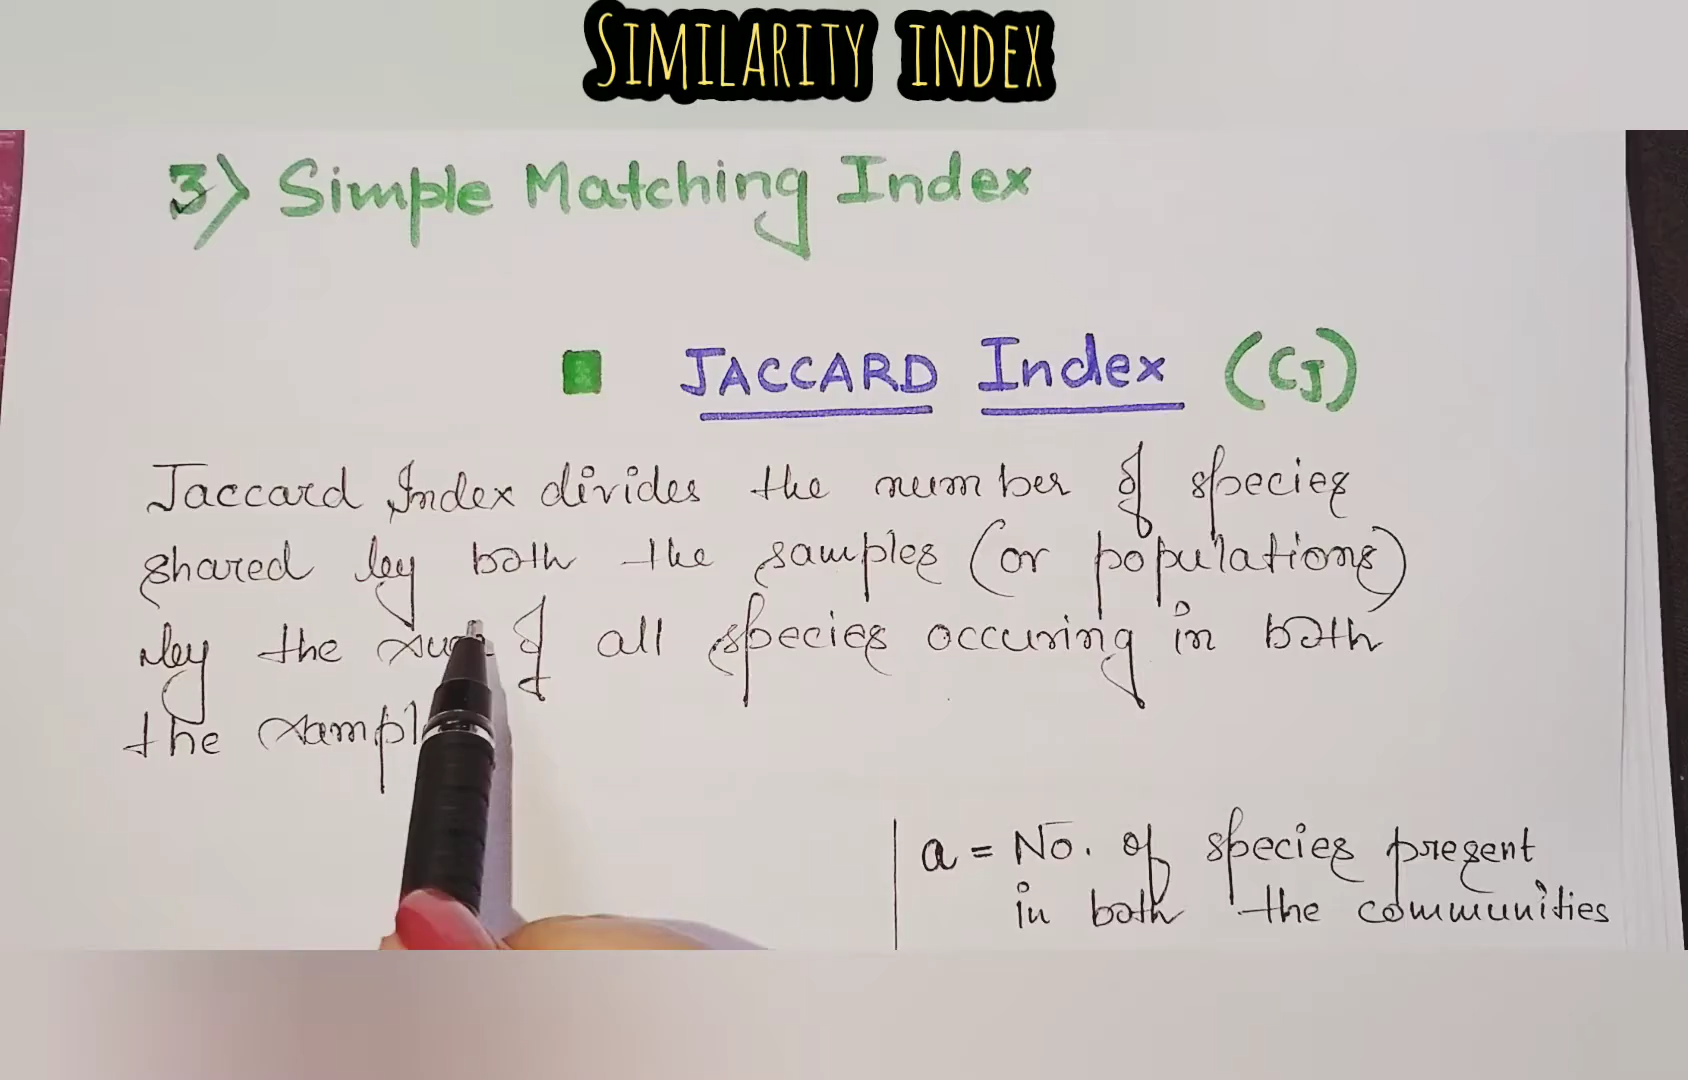 SIMILARITY INDEX
3) Simple Matching Index
JACCARD Index (CJ)
Jaccard Index divides the number of species
shared by both the samples (or populations)
by the of all species occuring in both
the
a = No. of species present
in both the communities